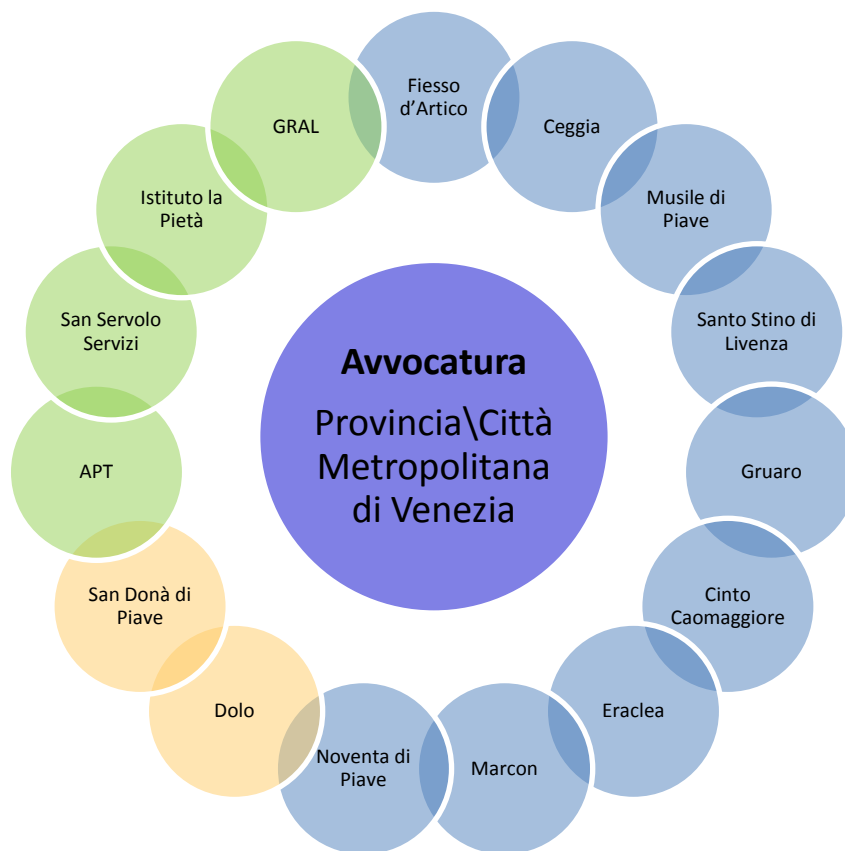 Fiesso
d'Artico
Ceggia
Musile di
Piave
Santo Stino di
Livenza
Gruaro
Cinto
Caomaggiore
Eraclea
Marcon
Noventa di
Piave
Dolo
San Donà di
Piave
APT
San Servolo
Servizi
Istituto la
Pietà
GRAL
Avvocatura
Provincia\Città
Metropolitana
di Venezia